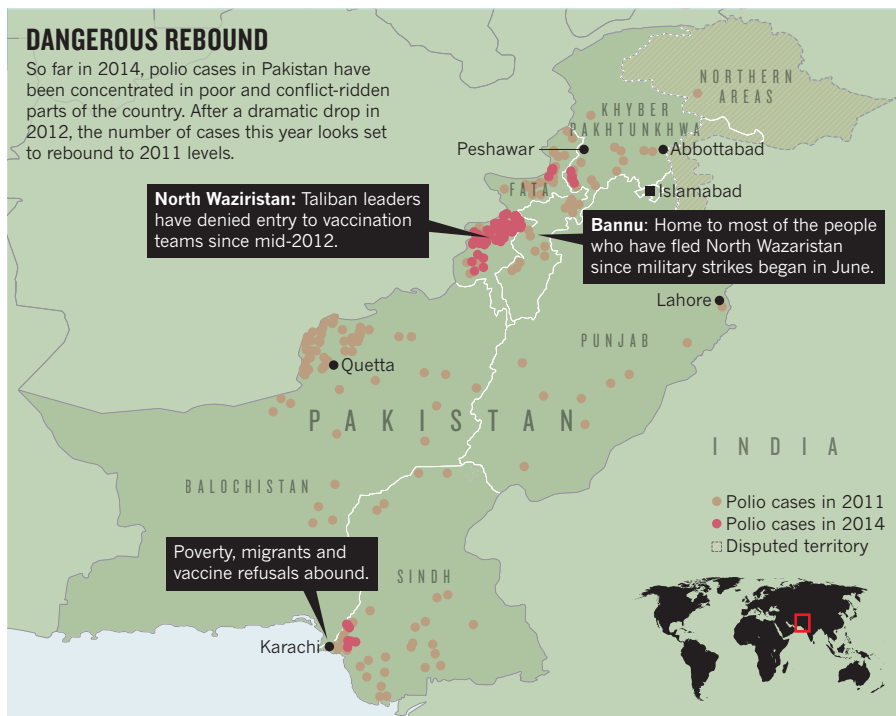 DANGEROUS REBOUND
So far in 2014, polio cases in Pakistan have
been concentrated in poor and conflict-ridden
parts of the country. After a dramatic drop in
2012, the number of cases this year looks set
to rebound to 2011 levels.
NORTHERN
AREAS
KHYBER
PAKHTUNKHWA
Peshawar
Abbottabad
FATA
Islamabad
North Waziristan: Taliban leaders
have denied entry to vaccination
teams since mid-2012.
Bannu: Home to most of the people
who have fled North Wazaristan
since military strikes began in June.
Lahore
PUNJAB
Quetta
PAKISTAN
INDIA
BALOCHISTAN
Polio cases in 2011
Polio cases in 2014
Disputed territory
Poverty, migrants and
vaccine refusals abound.
SINDH
Karachi